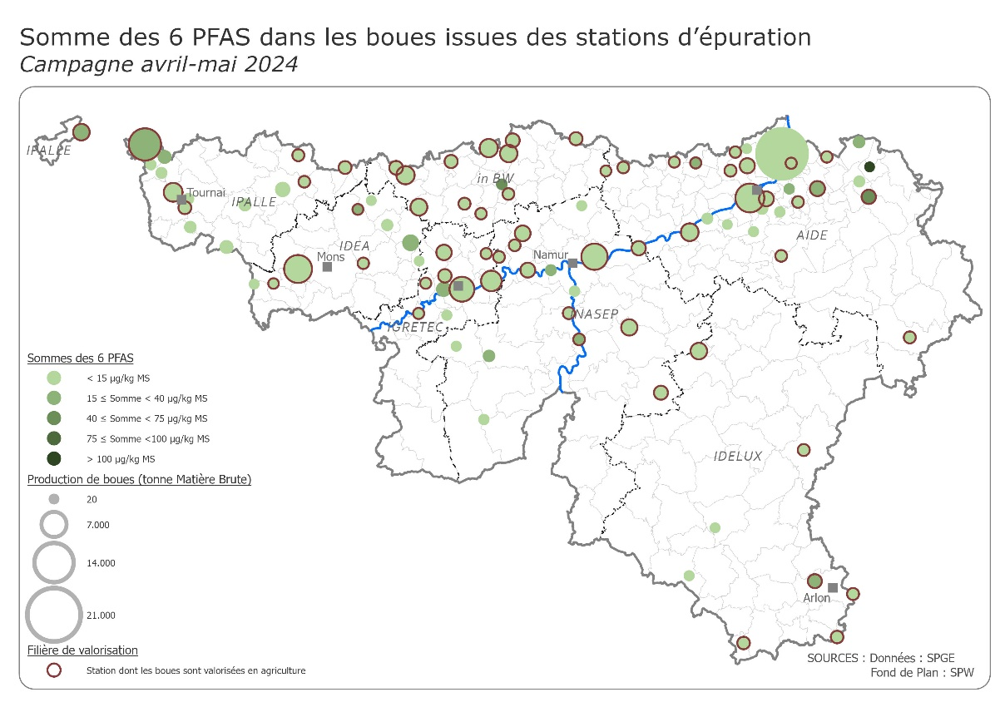 Somme des 6 PFAS dans les boues issues des stations d’épuration
Campagne avril-mai 2024
IPALLE
Tournai
IPALLE
in BW
IDEA
Mons
Namur
AIDE
INASEP
IGRETEC
IDELUX
Arlon
Sommes des 6 PFAS
< 15 µg/kg MS
15 ≤ Somme < 40 µg/kg MS
40 ≤ Somme < 75 µg/kg MS
75 ≤ Somme <100 µg/kg MS
> 100 µg/kg MS
Production de boues (tonne Matière Brute)
20
7.000
14.000
21.000
Filière de valorisation
Station dont les boues sont valorisées en agriculture
SOURCES : Données : SPGE
Fond de Plan : SPW